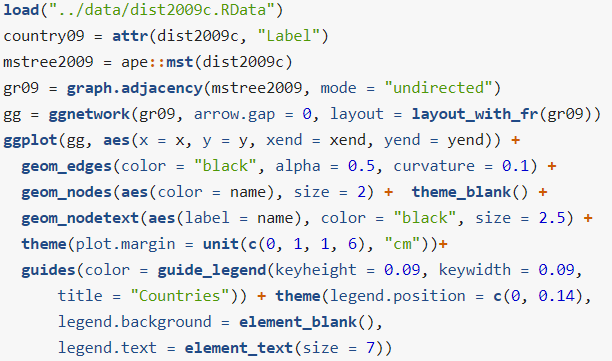 load("../data/dist2009c.RData")
country09 = attr(dist2009c, "Label")
mstree2009 = ape::mst(dist2009c)
gr09 = graph.adjacency(mstree2009, mode = "undirected")
gg = ggnetwork(gr09, arrow.gap = 0, layout = layout_with_fr(gr09))
ggplot(gg, aes(x = x, y = y, xend = xend, yend = yend)) +
  geom_edges(color = "black", alpha = 0.5, curvature = 0.1) +
  geom_nodes(aes(color = name), size = 2) +  theme_blank() +
  geom_nodetext(aes(label = name), color = "black", size = 2.5) +
  theme(plot.margin = unit(c(0, 1, 1, 6), "cm"))+
  guides(color = guide_legend(keyheight = 0.09, keywidth = 0.09,
      title = "Countries")) + theme(legend.position = c(0, 0.14),
      legend.background = element_blank(),
      legend.text = element_text(size = 7))